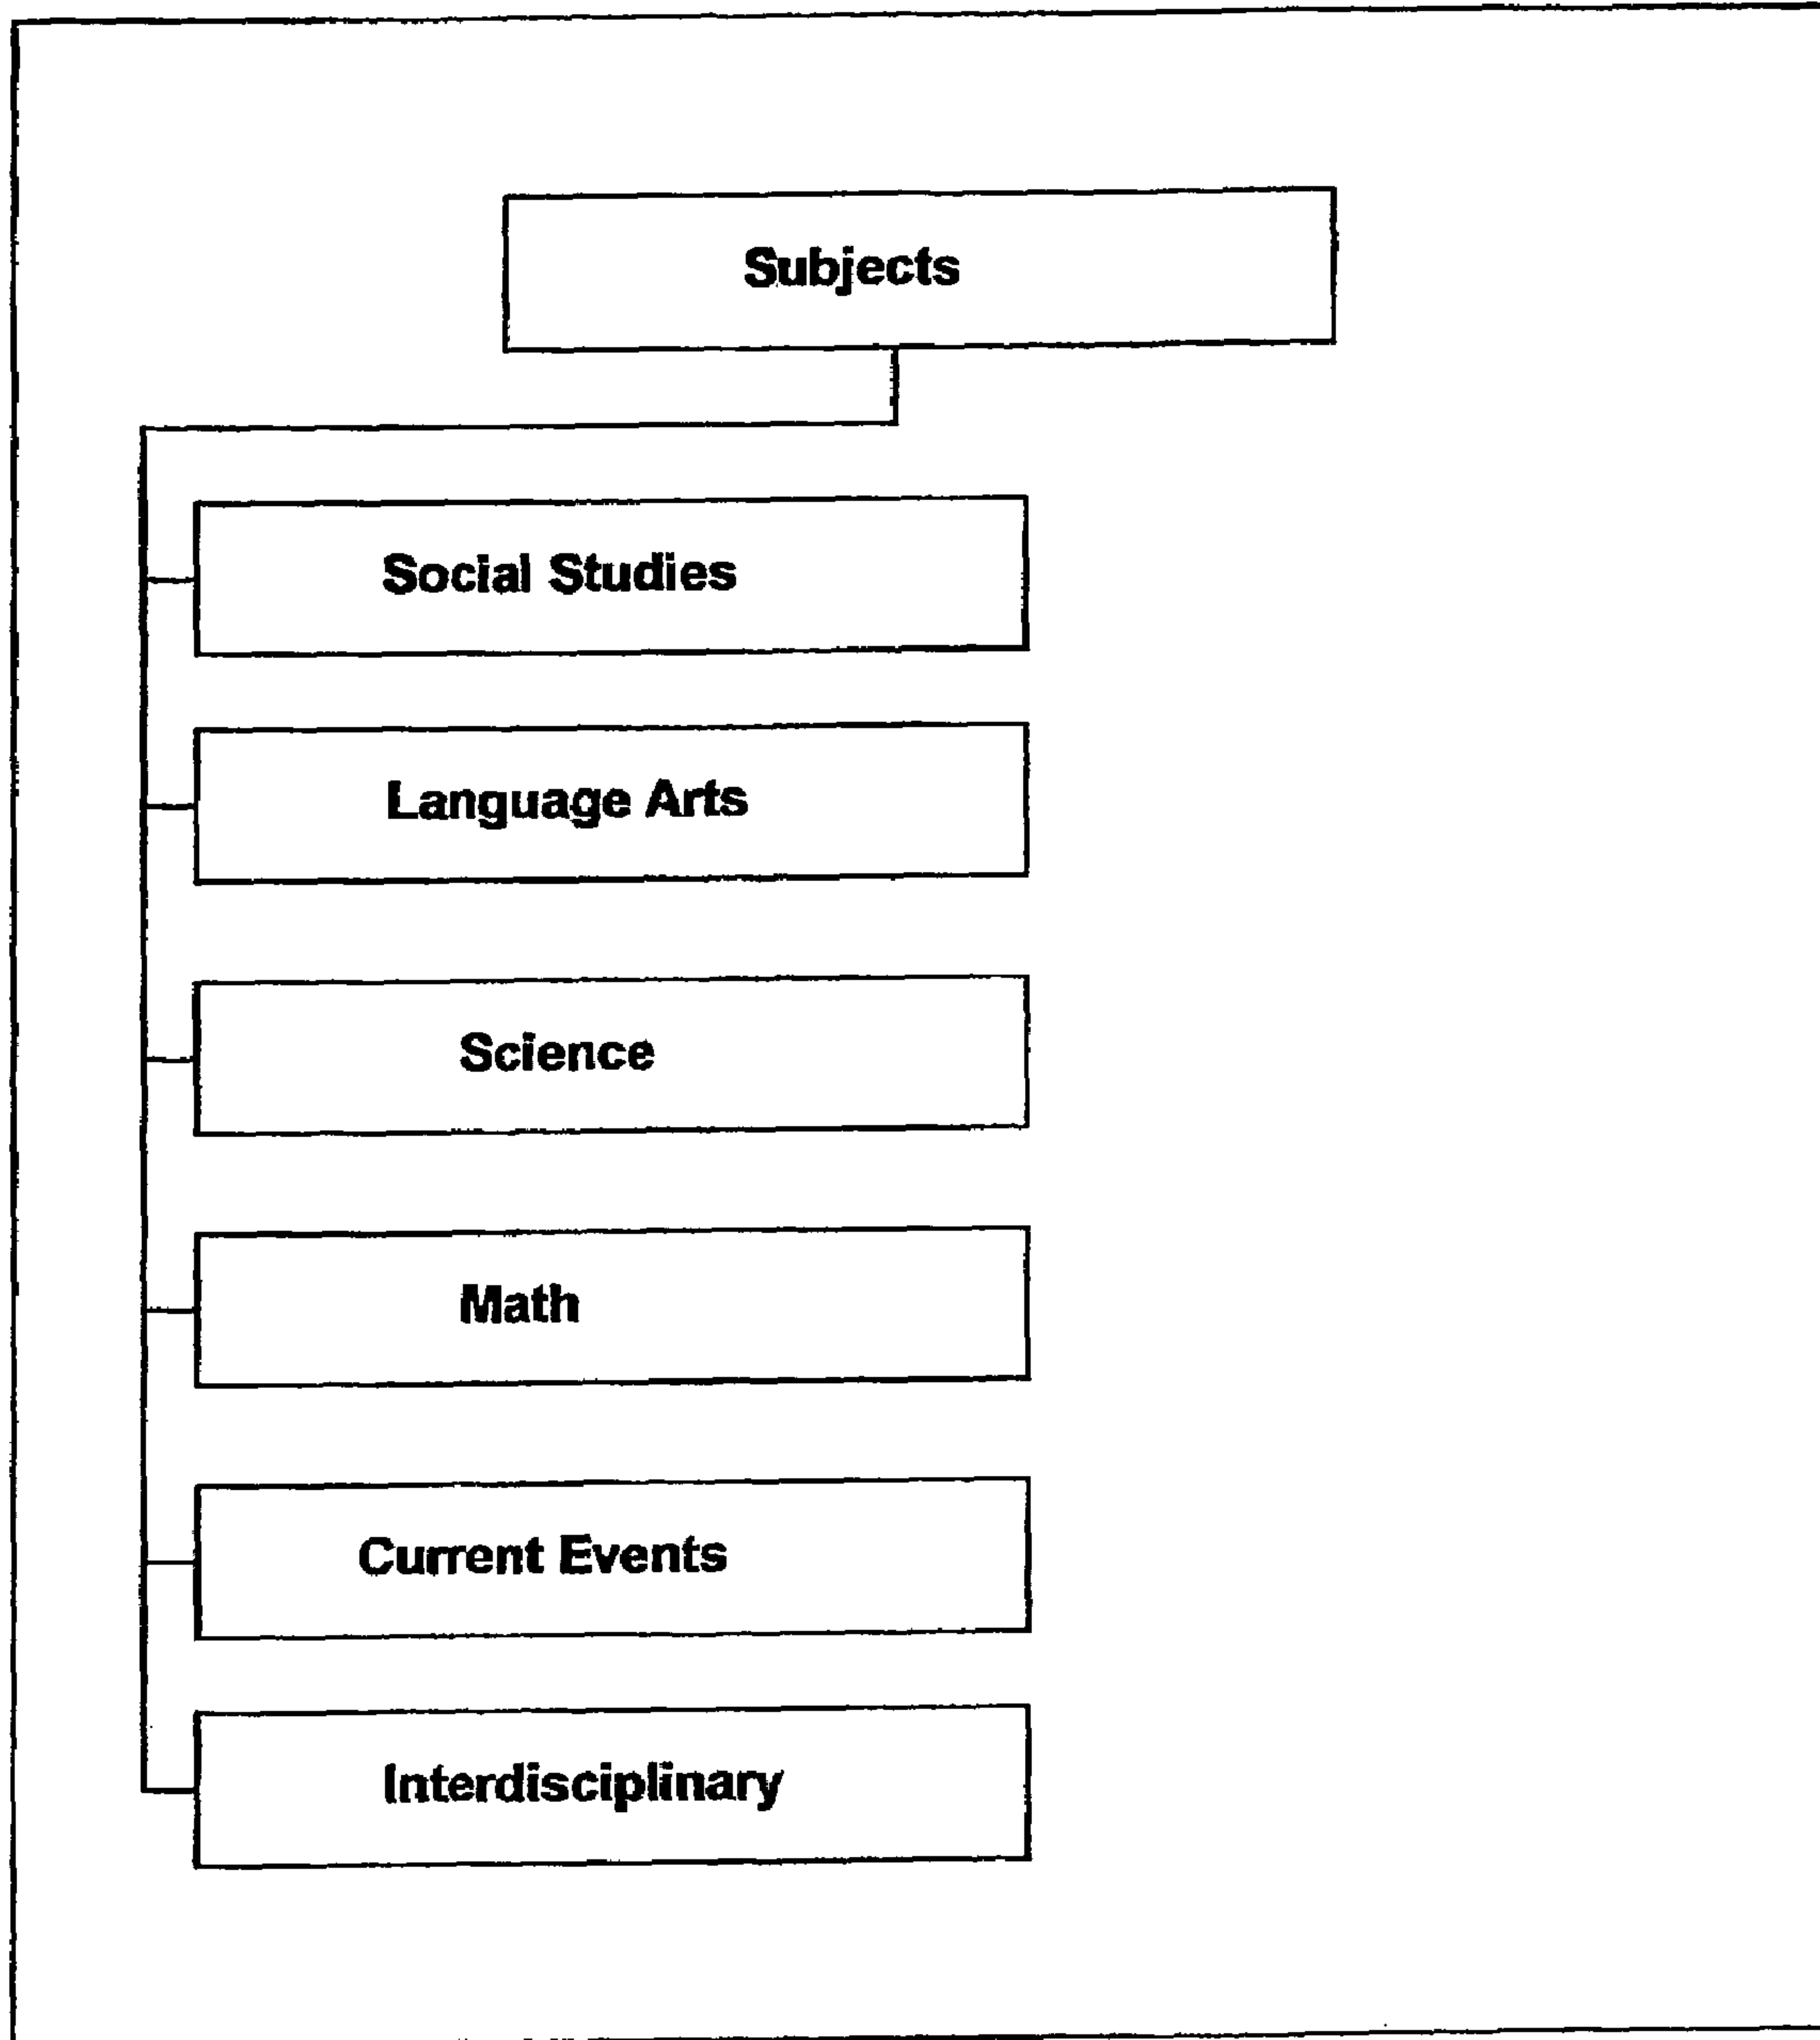 Subjects
Social Studies
Language Arts
Science
Math
Current Events
Interdisciplinary